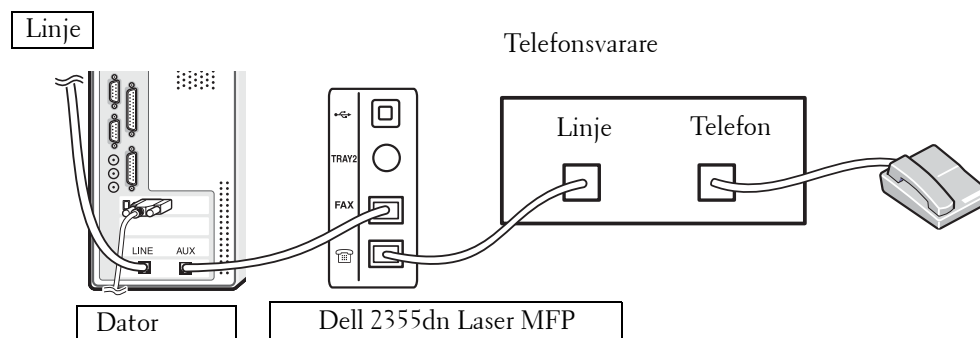 Linje
Telefonsvarare
Linje
Telefon
TRAY2
FAX
LINE
AUX
Dator
Dell 2355dn Laser MFP